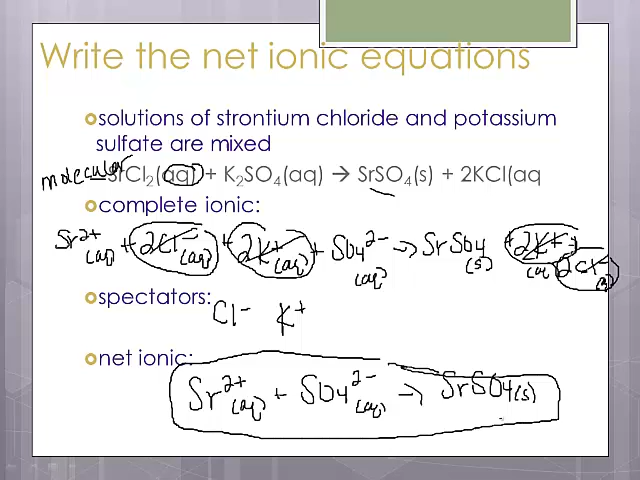 Write the net ionic equations
solutions of strontium chloride and potassium
sulfate are mixed
molecular SrCl2(aq) + K2SO4(aq) → SrSO4(s) + 2KCl(aq
complete ionic:
Sr2+(aq) + 2Cl-(aq) + 2K+(aq) + SO42-(aq) → SrSO4(s) + 2K+(aq) + 2Cl-(aq)
spectators: Cl- K+
net ionic:
Sr2+(aq) + SO42-(aq) → SrSO4(s)